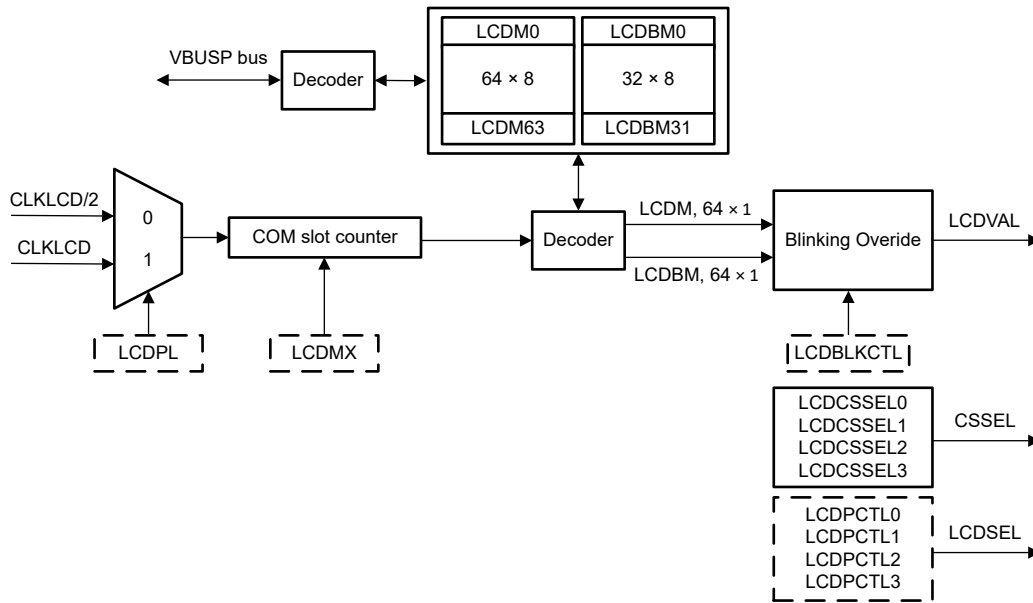 VBUSP bus
Decoder
LCDM0
64 × 8
LCDM63
LCDBM0
32 × 8
LCDBM31
CLKLCD/2
CLKLCD
0
1
COM slot counter
Decoder
LCDM, 64 × 1
LCDBM, 64 × 1
Blinking Overide
LCDVAL
LCDPL
LCDMX
LCDBLKCTL
LCDCSSEL0
LCDCSSEL1
LCDCSSEL2
LCDCSSEL3
CSSEL
LCDPCTL0
LCDPCTL1
LCDPCTL2
LCDPCTL3
LCDSEL